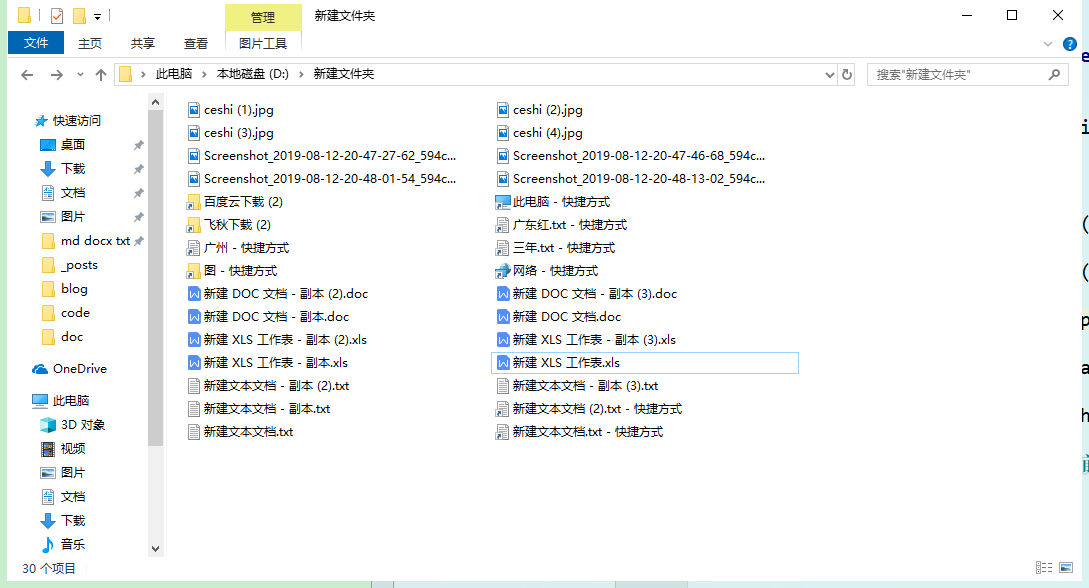 管理
新建文件夹
文件
主页
共享
查看
图片工具
此电脑 › 本地磁盘 (D:) › 新建文件夹
搜索"新建文件夹"
快速访问
桌面
下载
文档
图片
md docx txt
_posts
blog
code
doc
OneDrive
此电脑
3D 对象
视频
图片
文档
下载
音乐
ceshi (1).jpg
ceshi (2).jpg
ceshi (3).jpg
ceshi (4).jpg
Screenshot_2019-08-12-20-47-27-62_594c...
Screenshot_2019-08-12-20-47-46-68_594c...
Screenshot_2019-08-12-20-48-01-54_594c...
Screenshot_2019-08-12-20-48-13-02_594c...
百度云下载 (2)
此电脑 - 快捷方式
飞秋下载 (2)
广东红.txt - 快捷方式
广州 - 快捷方式
三年.txt - 快捷方式
图 - 快捷方式
网络 - 快捷方式
新建 DOC 文档 - 副本 (2).doc
新建 DOC 文档 - 副本 (3).doc
新建 DOC 文档 - 副本.doc
新建 DOC 文档.doc
新建 XLS 工作表 - 副本 (2).xls
新建 XLS 工作表 - 副本 (3).xls
新建 XLS 工作表 - 副本.xls
新建 XLS 工作表.xls
新建文本文档 - 副本 (2).txt
新建文本文档 - 副本 (3).txt
新建文本文档 - 副本.txt
新建文本文档 (2).txt - 快捷方式
新建文本文档.txt
新建文本文档.txt - 快捷方式
30 个项目